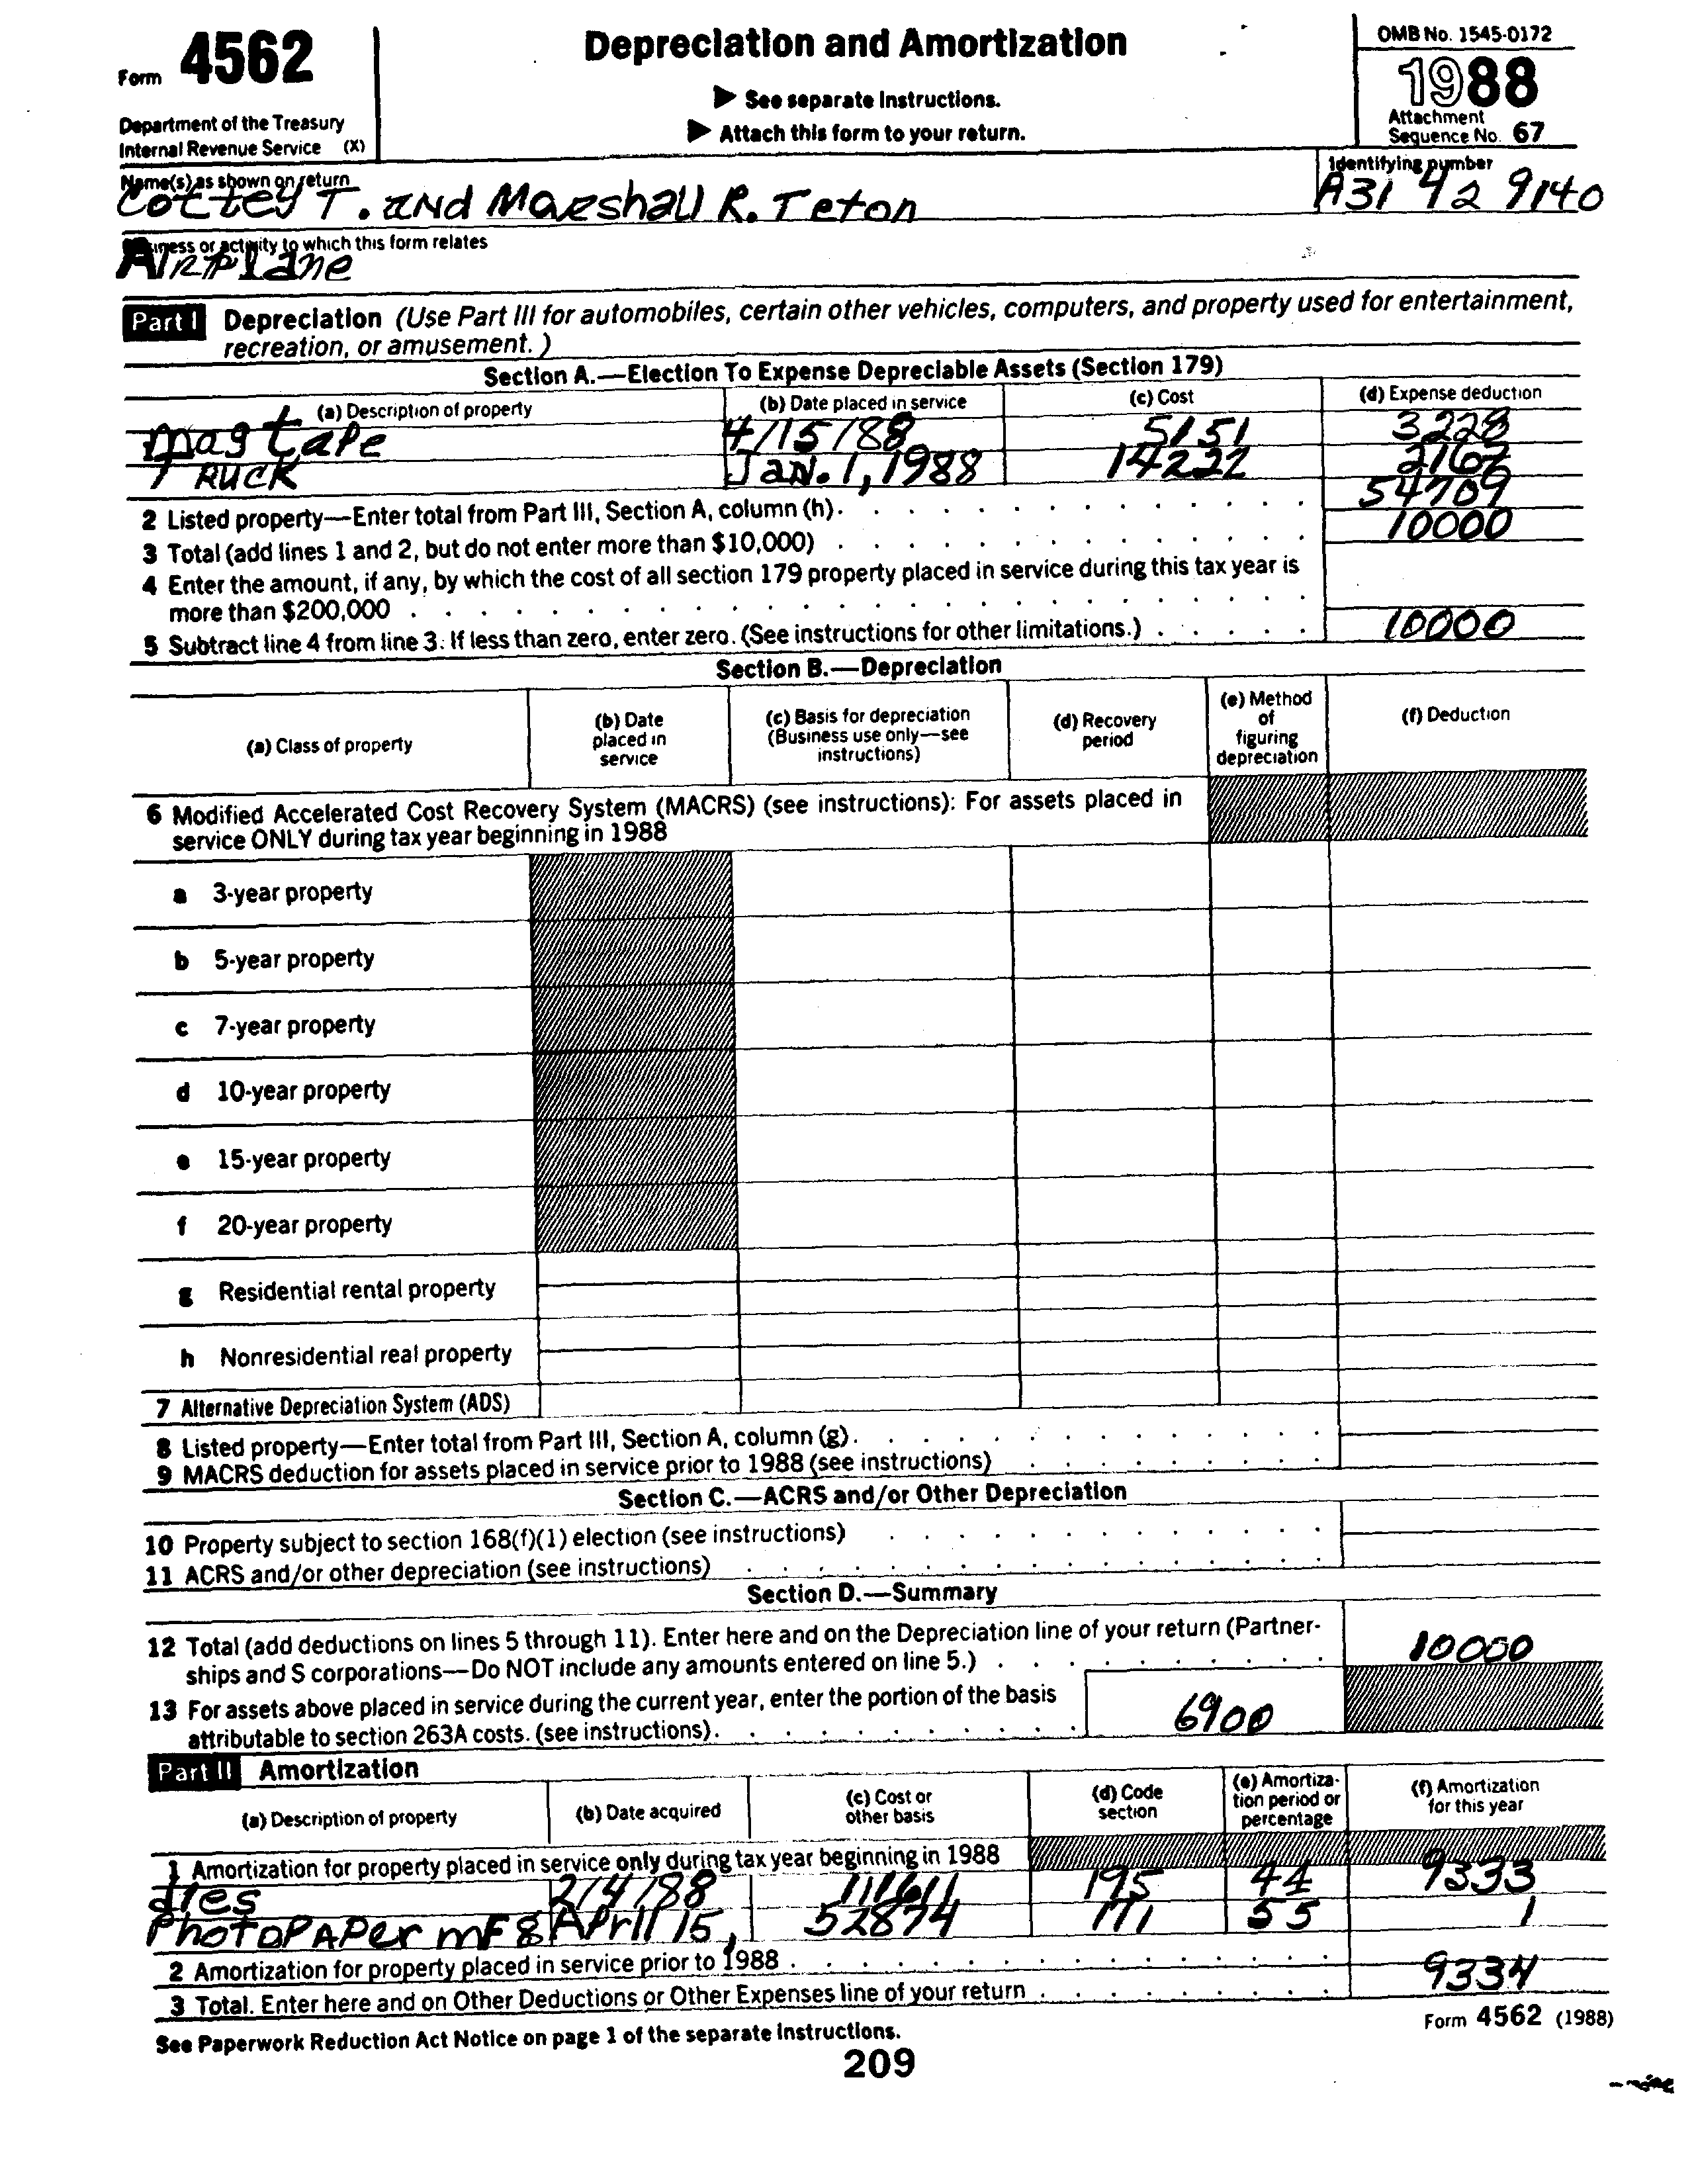 Form 4562
Department of the Treasury
Internal Revenue Service (X)
Depreciation and Amortization
▶ See separate Instructions.
▶ Attach this form to your return.
OMB No. 1545-0172
1988
Attachment
Sequence No. 67
Name(s) as shown on return
Cottey T. and Marshall R. Teton
Identifying number
A31 42 9140
Business or activity to which this form relates
Airplane
Part I Depreciation (Use Part III for automobiles, certain other vehicles, computers, and property used for entertainment,
recreation, or amusement.)
Section A.—Election To Expense Depreciable Assets (Section 179)
(a) Description of property (b) Date placed in service (c) Cost (d) Expense deduction
1 mag tape 4/15/88 5151 3228
TRUCK Jan. 1, 1988 14222 2162
2 Listed property—Enter total from Part III, Section A, column (h). 54709
3 Total (add lines 1 and 2, but do not enter more than $10,000) 10000
4 Enter the amount, if any, by which the cost of all section 179 property placed in service during this tax year is
more than $200,000
5 Subtract line 4 from line 3. If less than zero, enter zero. (See instructions for other limitations.) 10000
Section B.—Depreciation
(a) Class of property (b) Date placed in service (c) Basis for depreciation (Business use only—see instructions) (d) Recovery period (e) Method of figuring depreciation (f) Deduction
6 Modified Accelerated Cost Recovery System (MACRS) (see instructions): For assets placed in
service ONLY during tax year beginning in 1988
a 3-year property
b 5-year property
c 7-year property
d 10-year property
e 15-year property
f 20-year property
g Residential rental property
h Nonresidential real property
7 Alternative Depreciation System (ADS)
8 Listed property—Enter total from Part III, Section A, column (g).
9 MACRS deduction for assets placed in service prior to 1988 (see instructions)
Section C.—ACRS and/or Other Depreciation
10 Property subject to section 168(f)(1) election (see instructions)
11 ACRS and/or other depreciation (see instructions)
Section D.—Summary
12 Total (add deductions on lines 5 through 11). Enter here and on the Depreciation line of your return (Partner-
ships and S corporations—Do NOT include any amounts entered on line 5.) 10000
13 For assets above placed in service during the current year, enter the portion of the basis
attributable to section 263A costs. (see instructions). 6900
Part II Amortization
(a) Description of property (b) Date acquired (c) Cost or other basis (d) Code section (e) Amortiza-tion period or percentage (f) Amortization for this year
1 Amortization for property placed in service only during tax year beginning in 1988
dies 2/4/88 111611 195 44 9333
PhotoPaper mF8 April 15, 52874 171 55 1
2 Amortization for property placed in service prior to 1988
3 Total. Enter here and on Other Deductions or Other Expenses line of your return 9334
See Paperwork Reduction Act Notice on page 1 of the separate Instructions.
Form 4562 (1988)
209